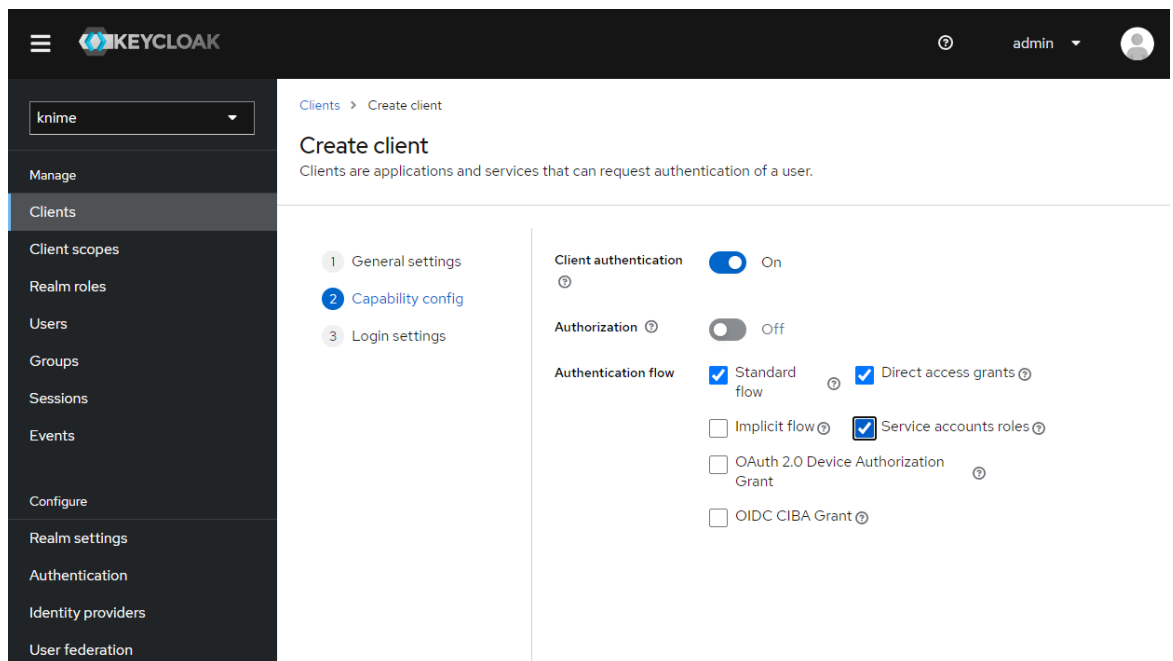 KEYCLOAK
admin
knime
Manage
Clients
Client scopes
Realm roles
Users
Groups
Sessions
Events
Configure
Realm settings
Authentication
Identity providers
User federation
Clients > Create client
Create client
Clients are applications and services that can request authentication of a user.
1 General settings
2 Capability config
3 Login settings
Client authentication
On
Authorization
Off
Authentication flow
Standard
flow
Direct access grants
Implicit flow
Service accounts roles
OAuth 2.0 Device Authorization
Grant
OIDC CIBA Grant